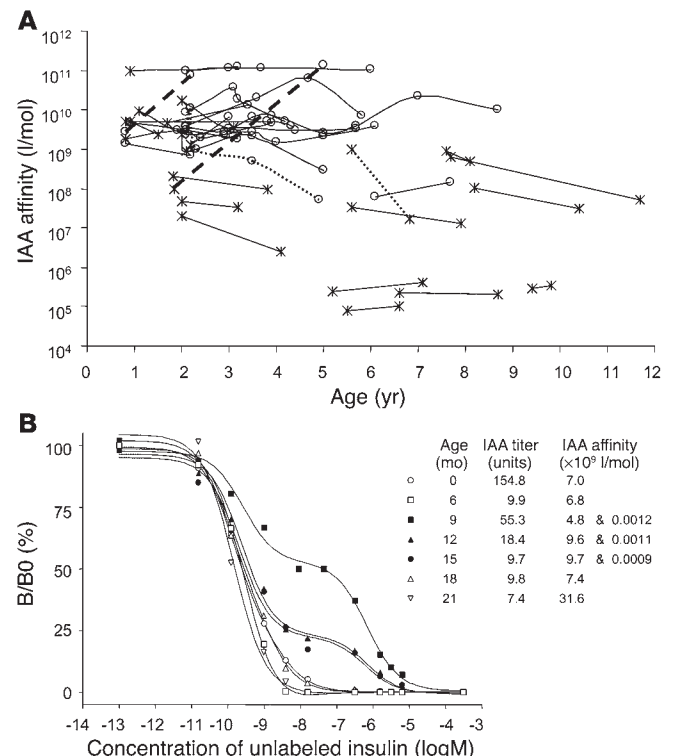 A
10¹²
10¹¹
10¹⁰
10⁹
10⁸
10⁷
10⁶
10⁵
10⁴
IAA affinity (l/mol)
0 1 2 3 4 5 6 7 8 9 10 11 12
Age (yr)
B
100
75
50
25
0
B/B0 (%)
-14 -13 -12 -11 -10 -9 -8 -7 -6 -5 -4 -3
Concentration of unlabeled insulin (logM)
Age IAA titer IAA affinity
(mo) (units) (×10⁹ l/mol)
0 154.8 7.0
6 9.9 6.8
9 55.3 4.8 & 0.0012
12 18.4 9.6 & 0.0011
15 9.7 9.7 & 0.0009
18 9.8 7.4
21 7.4 31.6